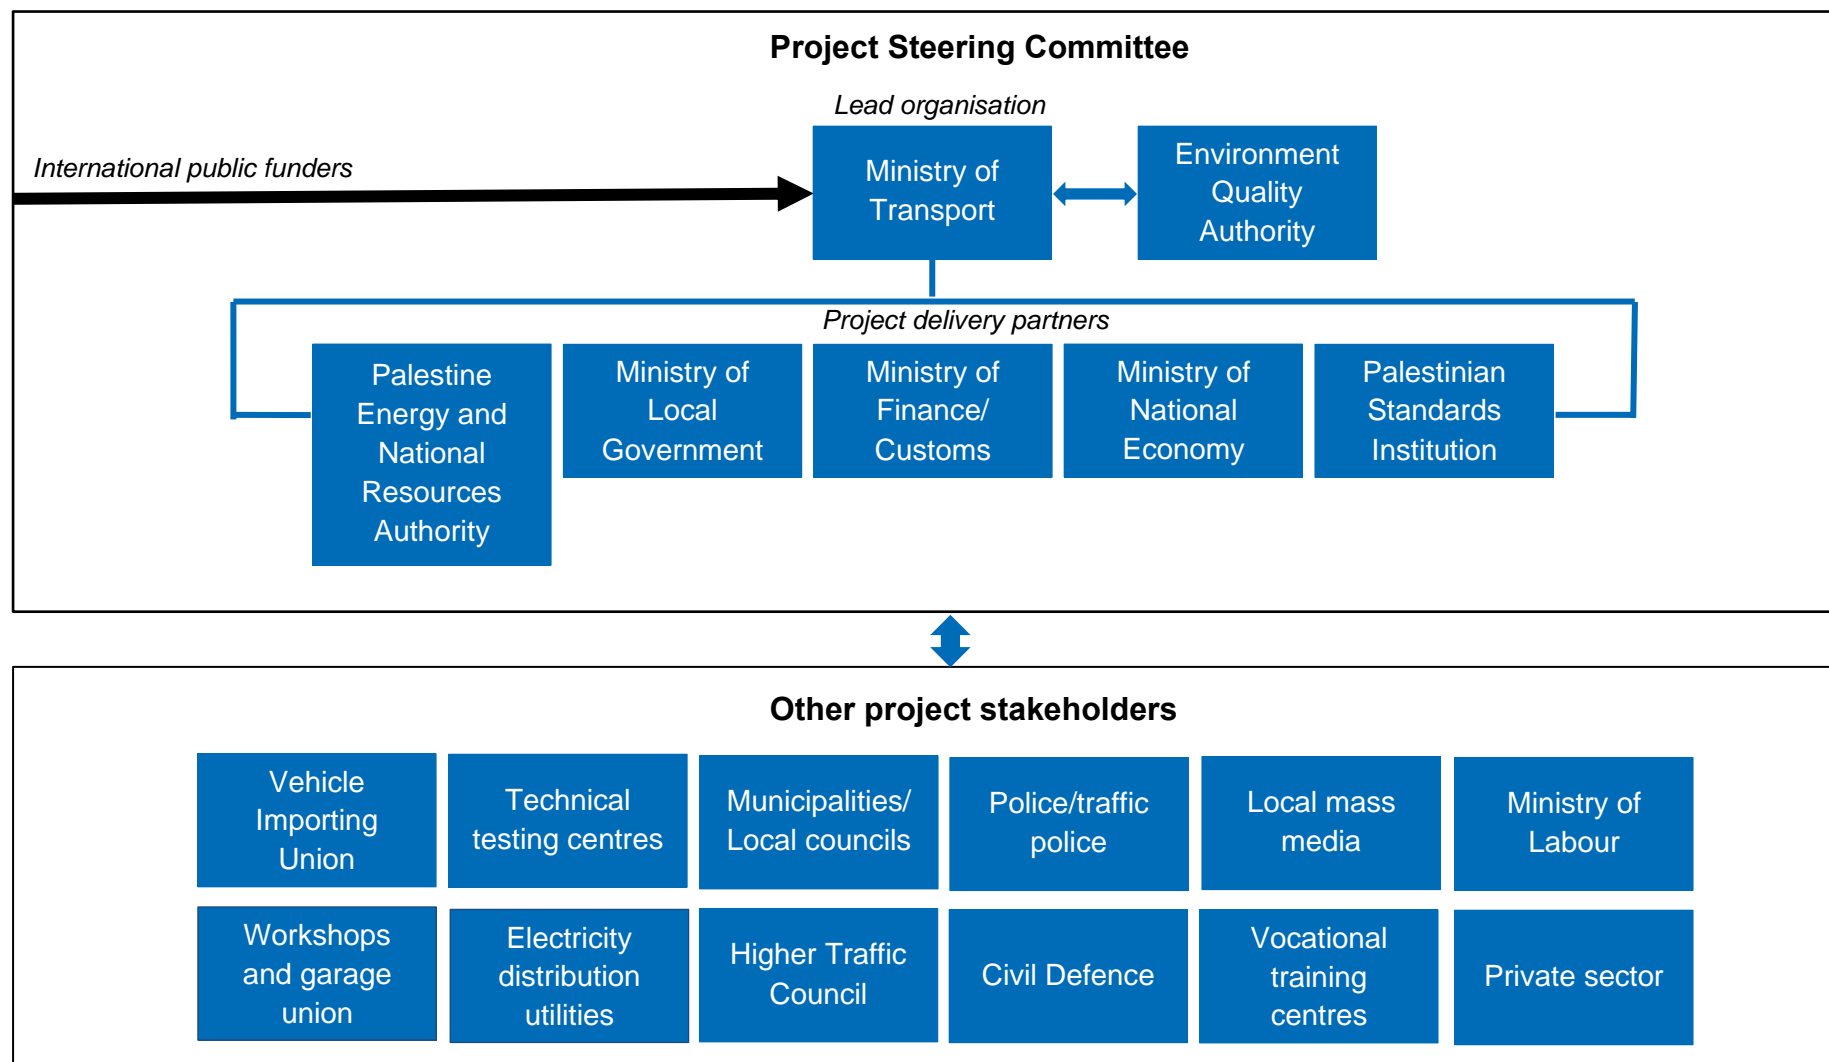 Project Steering Committee
Lead organisation
International public funders
Ministry of
Transport
Environment
Quality
Authority
Project delivery partners
Palestine
Energy and
National
Resources
Authority
Ministry of
Local
Government
Ministry of
Finance/
Customs
Ministry of
National
Economy
Palestinian
Standards
Institution
Other project stakeholders
Vehicle
Importing
Union
Technical
testing centres
Municipalities/
Local councils
Police/traffic
police
Local mass
media
Ministry of
Labour
Workshops
and garage
union
Electricity
distribution
utilities
Higher Traffic
Council
Civil Defence
Vocational
training
centres
Private sector